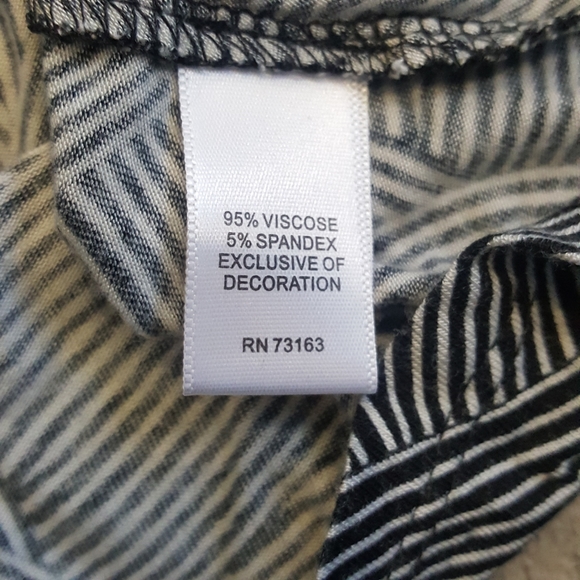 95% VISCOSE
5% SPANDEX
EXCLUSIVE OF
DECORATION
RN 73163